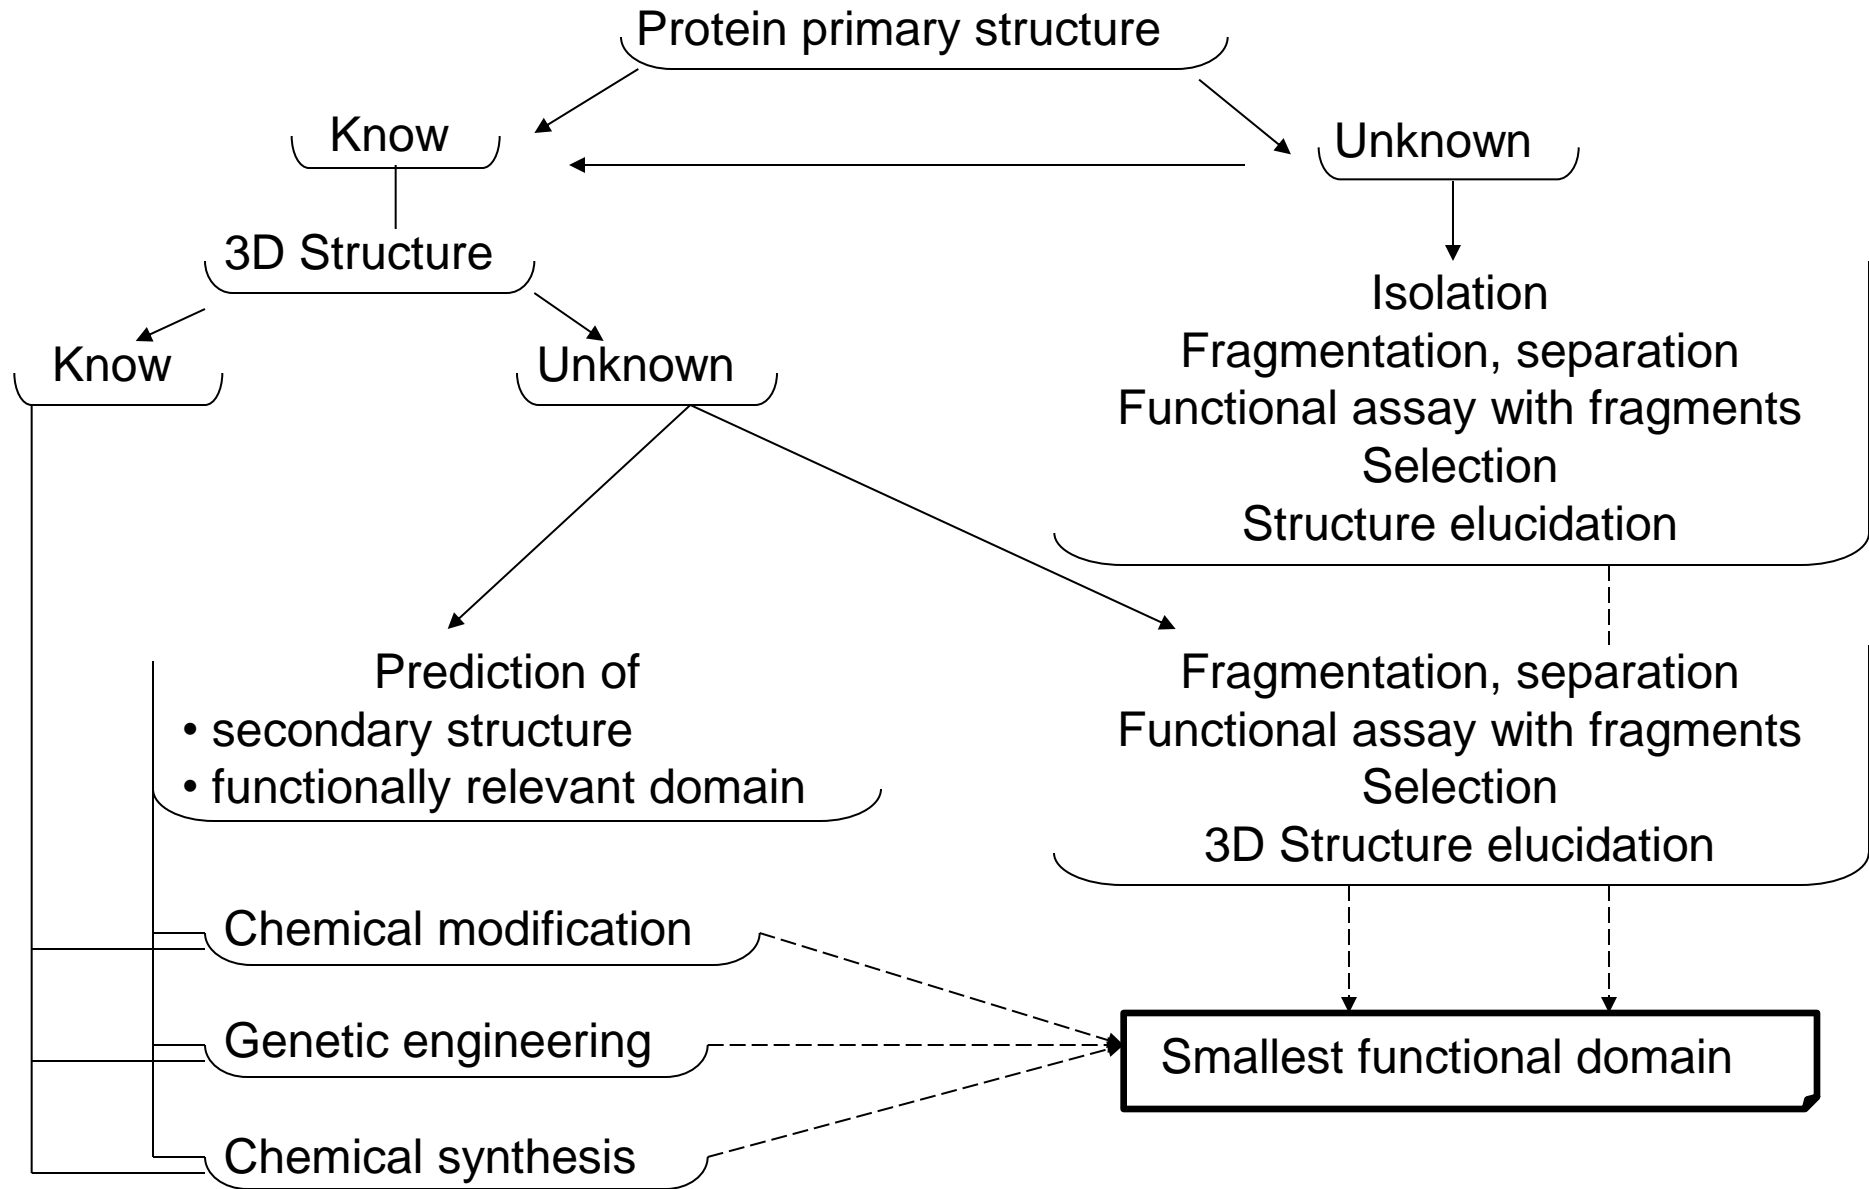 Protein primary structure
Know
Unknown
3D Structure
Know
Unknown
Isolation
Fragmentation, separation
Functional assay with fragments
Selection
Structure elucidation
Prediction of
• secondary structure
• functionally relevant domain
Fragmentation, separation
Functional assay with fragments
Selection
3D Structure elucidation
Chemical modification
Genetic engineering
Chemical synthesis
Smallest functional domain